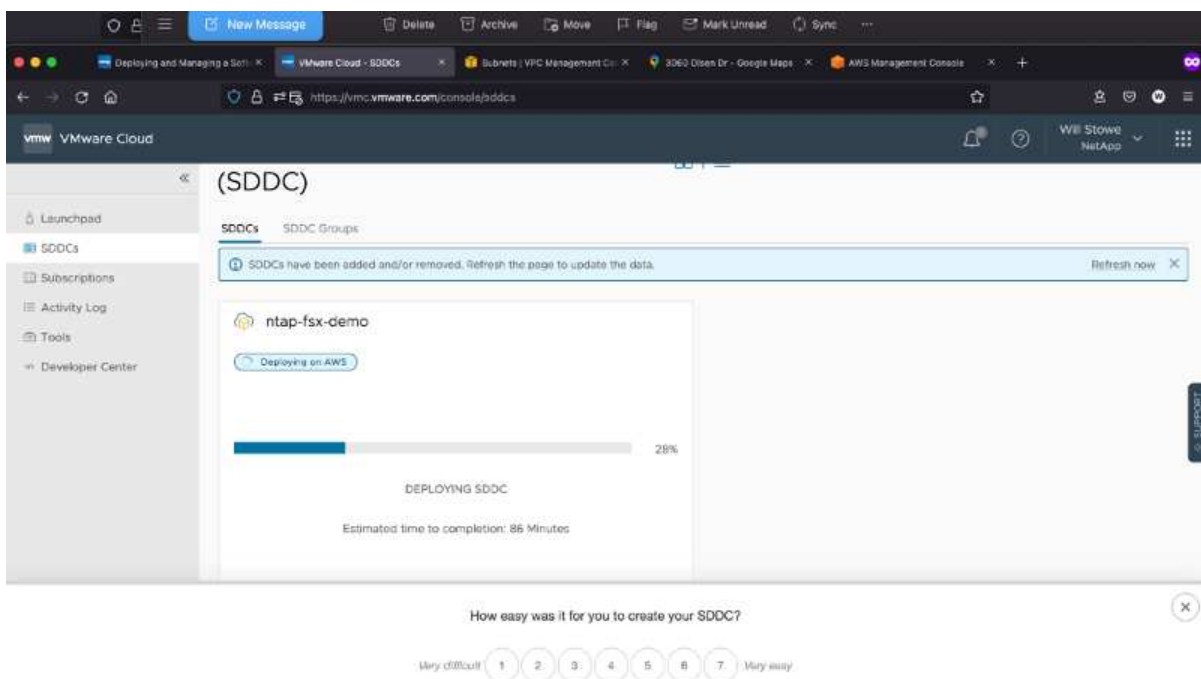 New Message
Delete
Archive
Move
Flag
Mark Unread
Sync
Deploying and Managing a Soft
VMware Cloud - SDDCs
Subnets | VPC Management Co
3060 Olsen Dr - Google Maps
AWS Management Console
https://vmc.vmware.com/console/sddcs
vmw VMware Cloud
Will Stowe
NetApp
(SDDC)
Launchpad
SDDCs
Subscriptions
Activity Log
Tools
Developer Center
SDDCs SDDC Groups
SDDCs have been added and/or removed. Refresh the page to update the data.
Refresh now
ntap-fsx-demo
Deploying on AWS
28%
DEPLOYING SDDC
Estimated time to completion: 86 Minutes
SUPPORT
How easy was it for you to create your SDDC?
Very difficult 1 2 3 4 5 6 7 Very easy